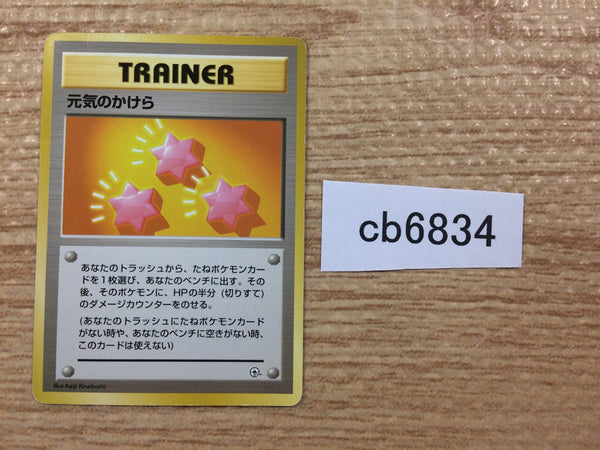 TRAINER
元気のかけら
あなたのトラッシュから、たねポケモンカー
ドを1枚選び、あなたのベンチに出す。その
後、そのポケモンに、HPの半分(切りすて)
のダメージカウンターをのせる。
(あなたのトラッシュにたねポケモンカード
がない時や、あなたのベンチに空きがない時、
このカードは使えない)
Illus.Keiji Kinebuchi
cb6834